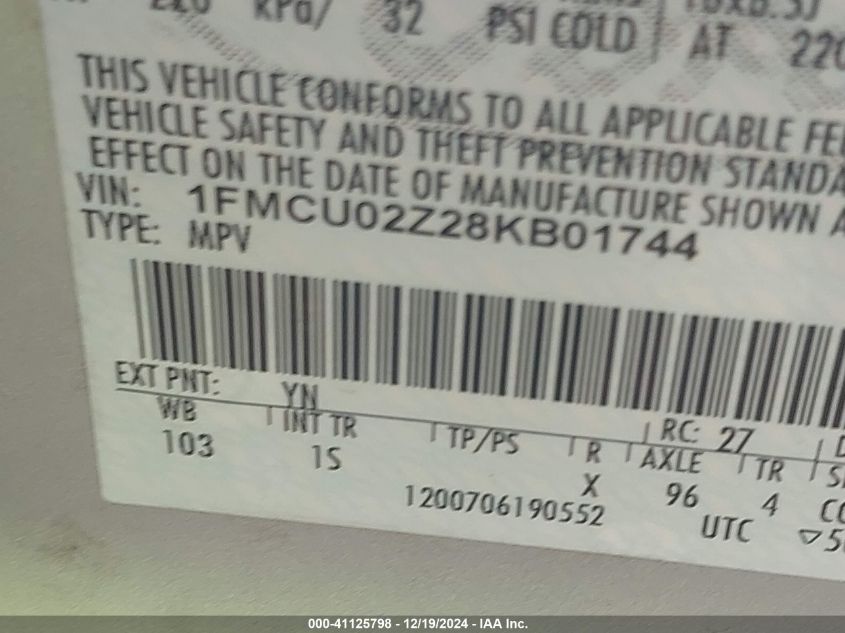 220 kPa/ 32 PSI COLD AT 220
THIS VEHICLE CONFORMS TO ALL APPLICABLE
VEHICLE SAFETY AND THEFT PREVENTION
EFFECT ON THE DATE OF MANUFACTURE SHOWN
VIN: 1FMCU02Z28KB01744
TYPE: MPV
EXT PNT: YN RC: 27
WB INT TR TP/PS R AXLE TR
103 1S X 96 4
1200706190552 UTC
000-41125798 - 12/19/2024 - IAA Inc.